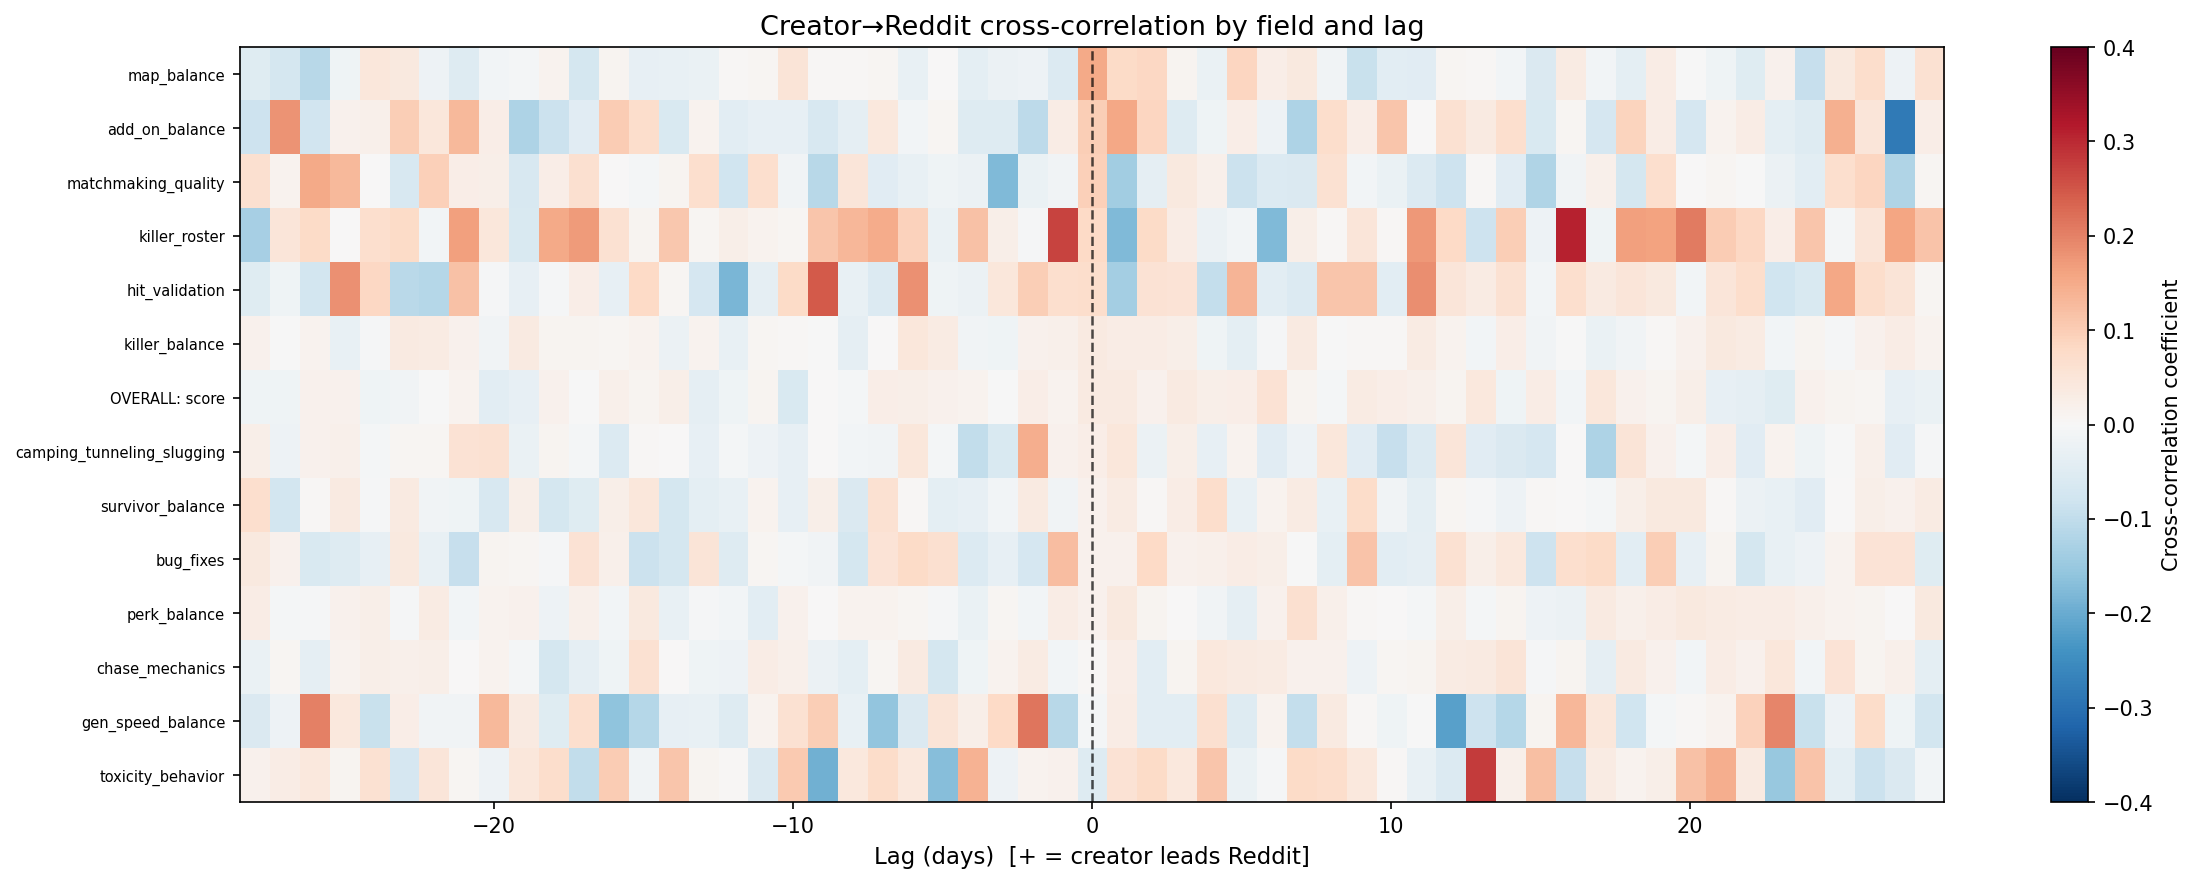 Creator→Reddit cross-correlation by field and lag
map_balance
add_on_balance
matchmaking_quality
killer_roster
hit_validation
killer_balance
OVERALL: score
camping_tunneling_slugging
survivor_balance
bug_fixes
perk_balance
chase_mechanics
gen_speed_balance
toxicity_behavior
−20
−10
0
10
20
Lag (days)  [+ = creator leads Reddit]
0.4
0.3
0.2
0.1
0.0
−0.1
−0.2
−0.3
−0.4
Cross-correlation coefficient